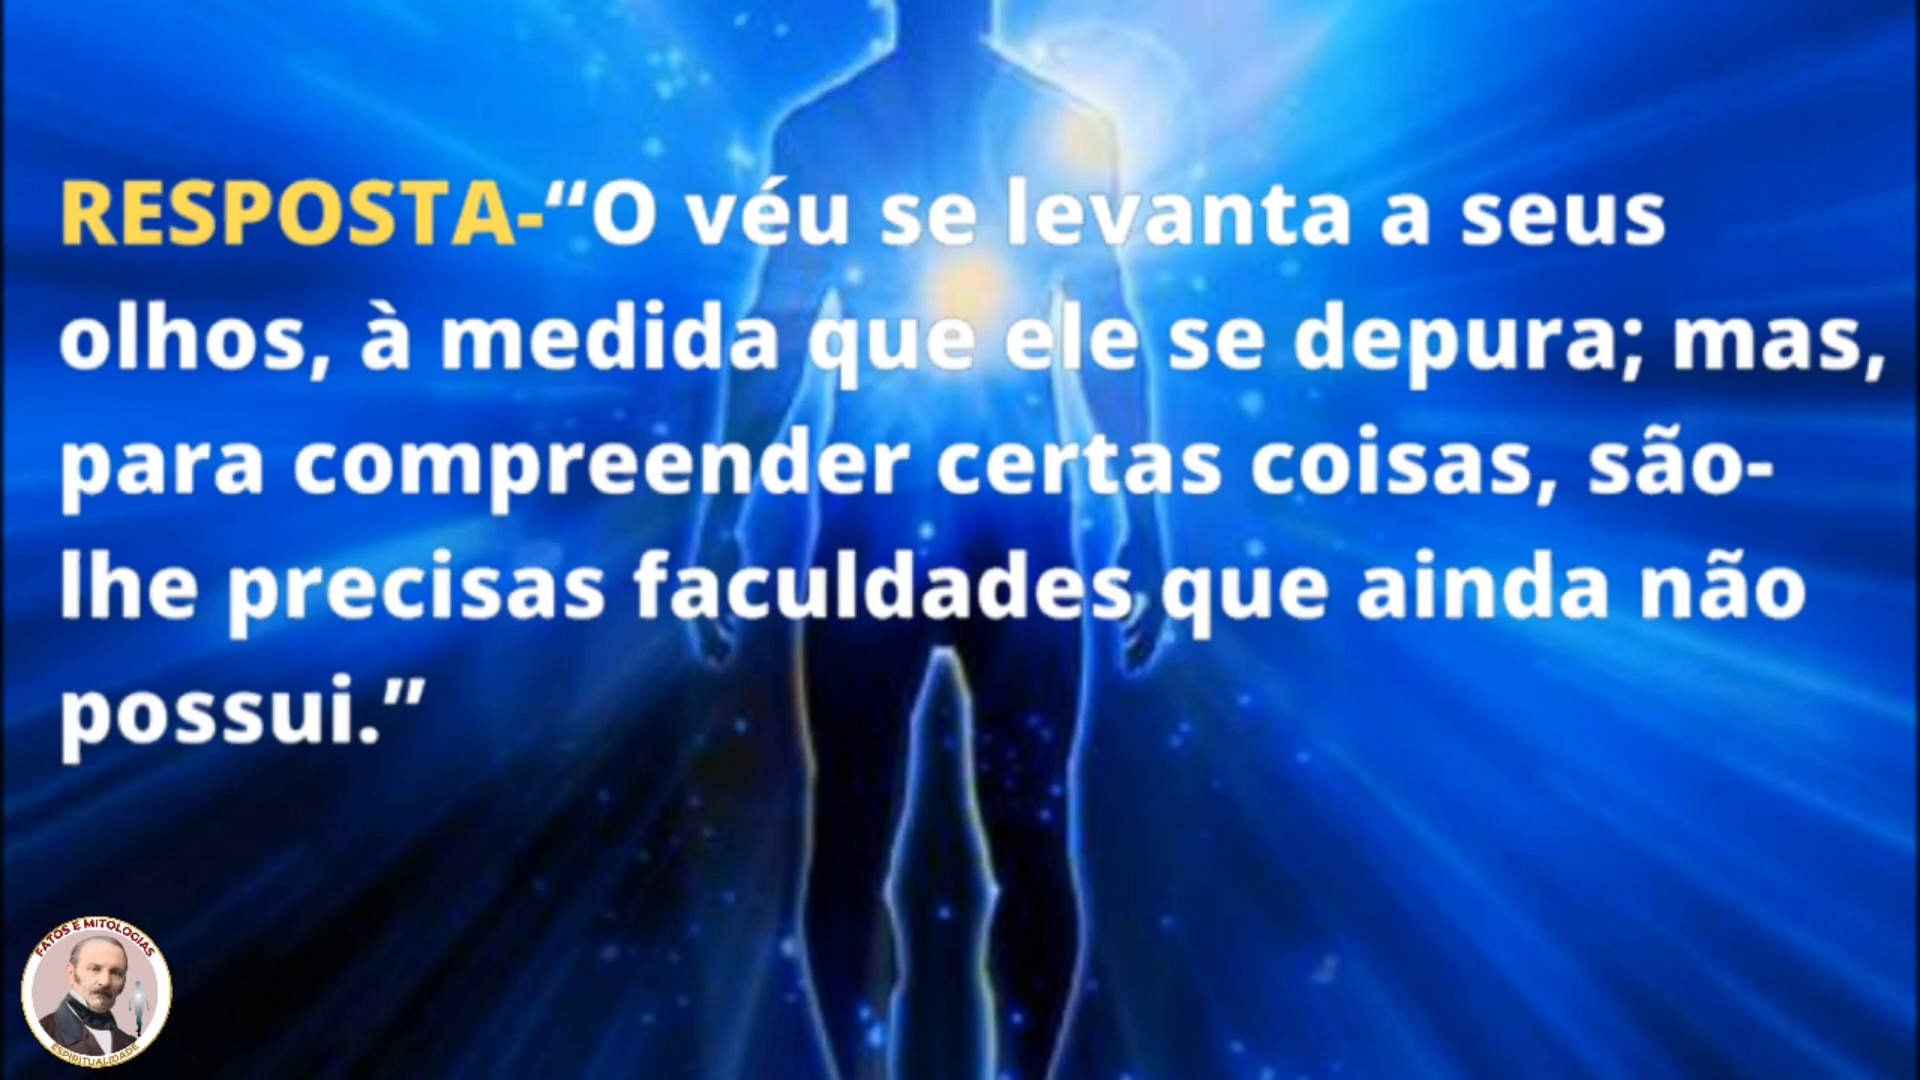 RESPOSTA-“O véu se levanta a seus
olhos, à medida que ele se depura; mas,
para compreender certas coisas, são-
lhe precisas faculdades que ainda não
possui.”
FATOS E MITOLOGIAS
ESPIRITUALIDADE